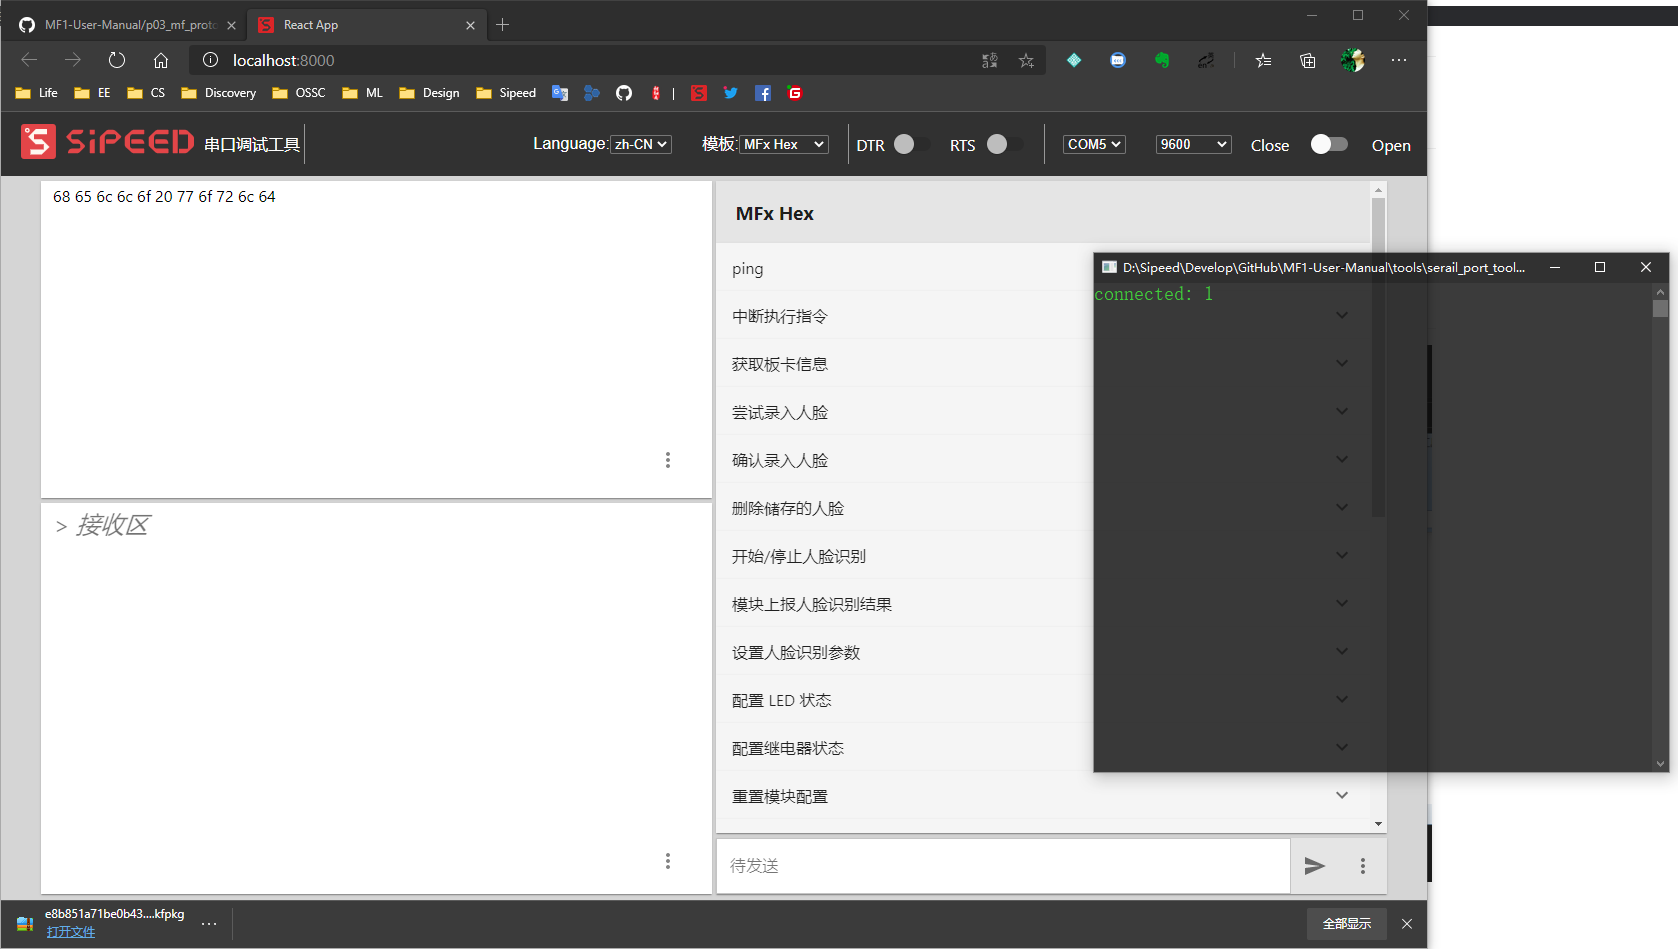 MF1-User-Manual/p03_mf_proto
React App
localhost:8000
Life EE CS Discovery OSSC ML Design Sipeed
SiPEED 串口调试工具
Language: zh-CN 模板: MFx Hex DTR RTS COM5 9600 Close Open
68 65 6c 6c 6f 20 77 6f 72 6c 64
> 接收区
MFx Hex
ping
中断执行指令
获取板卡信息
尝试录入人脸
确认录入人脸
删除储存的人脸
开始/停止人脸识别
模块上报人脸识别结果
设置人脸识别参数
配置 LED 状态
配置继电器状态
重置模块配置
待发送
D:\Sipeed\Develop\GitHub\MF1-User-Manual\tools\serail_port_tool...
connected: 1
e8b851a71be0b43....kfpkg
打开文件
全部显示